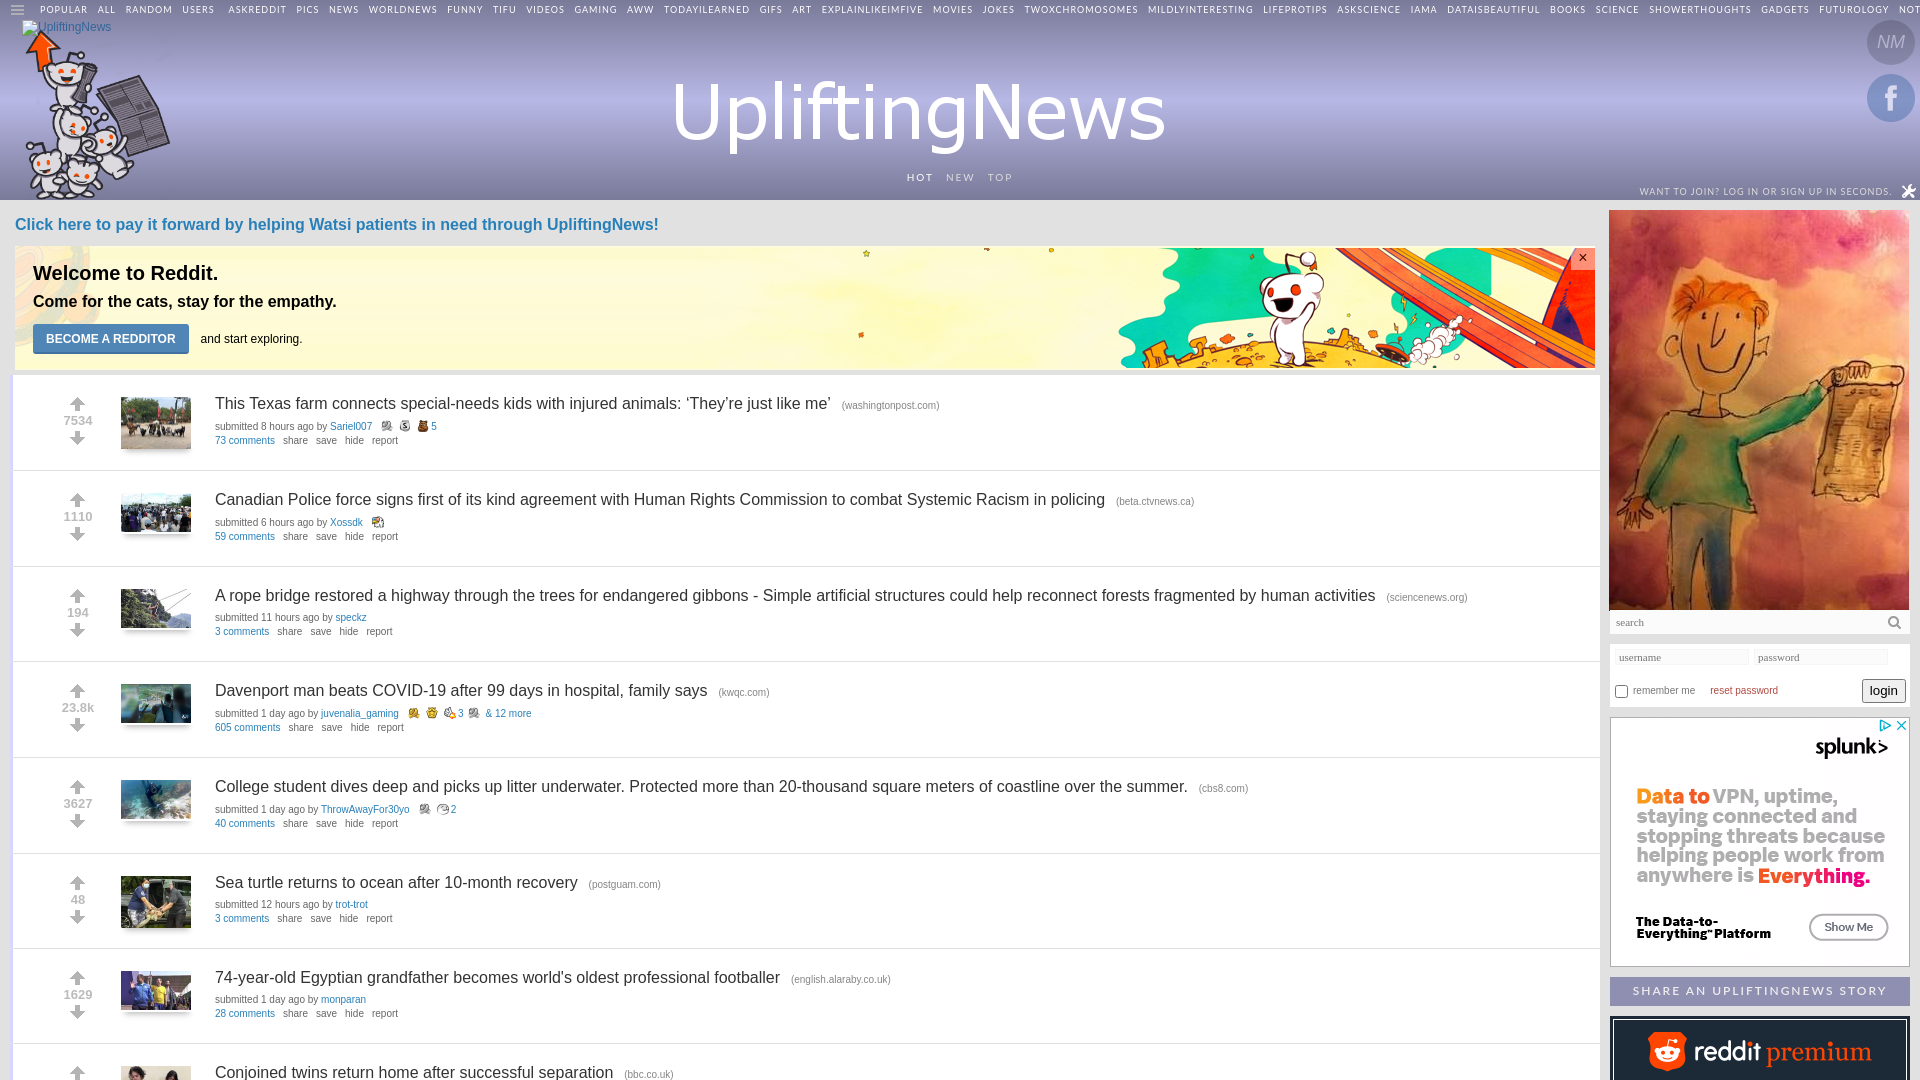 POPULAR ALL RANDOM USERS ASKREDDIT PICS NEWS WORLDNEWS FUNNY TIFU VIDEOS GAMING AWW TODAYILEARNED GIFS ART EXPLAINLIKEIMFIVE MOVIES JOKES TWOXCHROMOSOMES MILDLYINTERESTING LIFEPROTIPS ASKSCIENCE IAMA DATAISBEAUTIFUL BOOKS SCIENCE SHOWERTHOUGHTS GADGETS FUTUROLOGY NOT
UpliftingNews
NM
f
UpliftingNews
HOT NEW TOP
WANT TO JOIN? LOG IN OR SIGN UP IN SECONDS.
Click here to pay it forward by helping Watsi patients in need through UpliftingNews!
Welcome to Reddit.
Come for the cats, stay for the empathy.
BECOME A REDDITOR and start exploring.
×
7534
This Texas farm connects special-needs kids with injured animals: ‘They’re just like me’ (washingtonpost.com)
submitted 8 hours ago by Sariel007 5
73 comments share save hide report
1110
Canadian Police force signs first of its kind agreement with Human Rights Commission to combat Systemic Racism in policing (beta.ctvnews.ca)
submitted 6 hours ago by Xossdk
59 comments share save hide report
194
A rope bridge restored a highway through the trees for endangered gibbons - Simple artificial structures could help reconnect forests fragmented by human activities (sciencenews.org)
submitted 11 hours ago by speckz
3 comments share save hide report
23.8k
Davenport man beats COVID-19 after 99 days in hospital, family says (kwqc.com)
submitted 1 day ago by juvenalia_gaming 3 & 12 more
605 comments share save hide report
3627
College student dives deep and picks up litter underwater. Protected more than 20-thousand square meters of coastline over the summer. (cbs8.com)
submitted 1 day ago by ThrowAwayFor30yo 2
40 comments share save hide report
48
Sea turtle returns to ocean after 10-month recovery (postguam.com)
submitted 12 hours ago by trot-trot
3 comments share save hide report
1629
74-year-old Egyptian grandfather becomes world's oldest professional footballer (english.alaraby.co.uk)
submitted 1 day ago by monparan
28 comments share save hide report
Conjoined twins return home after successful separation (bbc.co.uk)
search
username password
remember me reset password login
splunk>
Data to VPN, uptime,
staying connected and
stopping threats because
helping people work from
anywhere is Everything.
The Data-to-
Everything™ Platform
Show Me
SHARE AN UPLIFTINGNEWS STORY
reddit premium